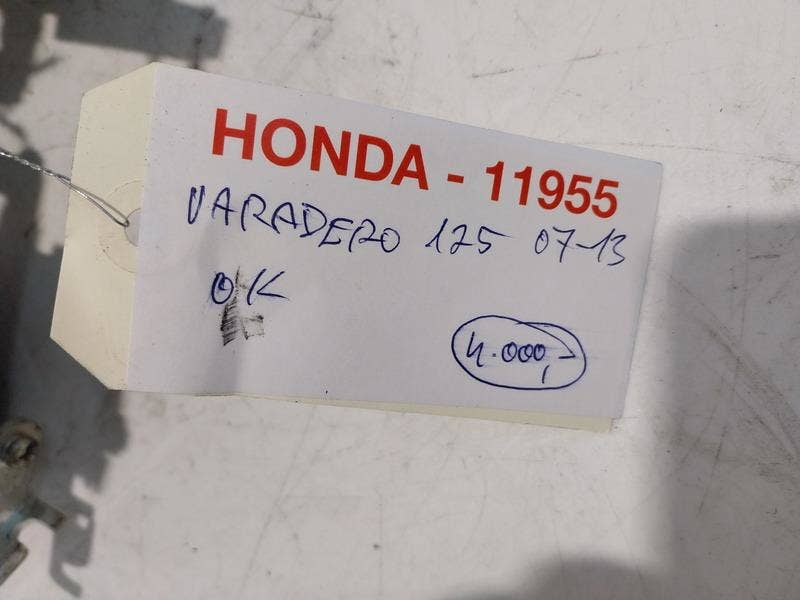 HONDA - 11955
VARADERO 125 07-13
OK
4.000,-